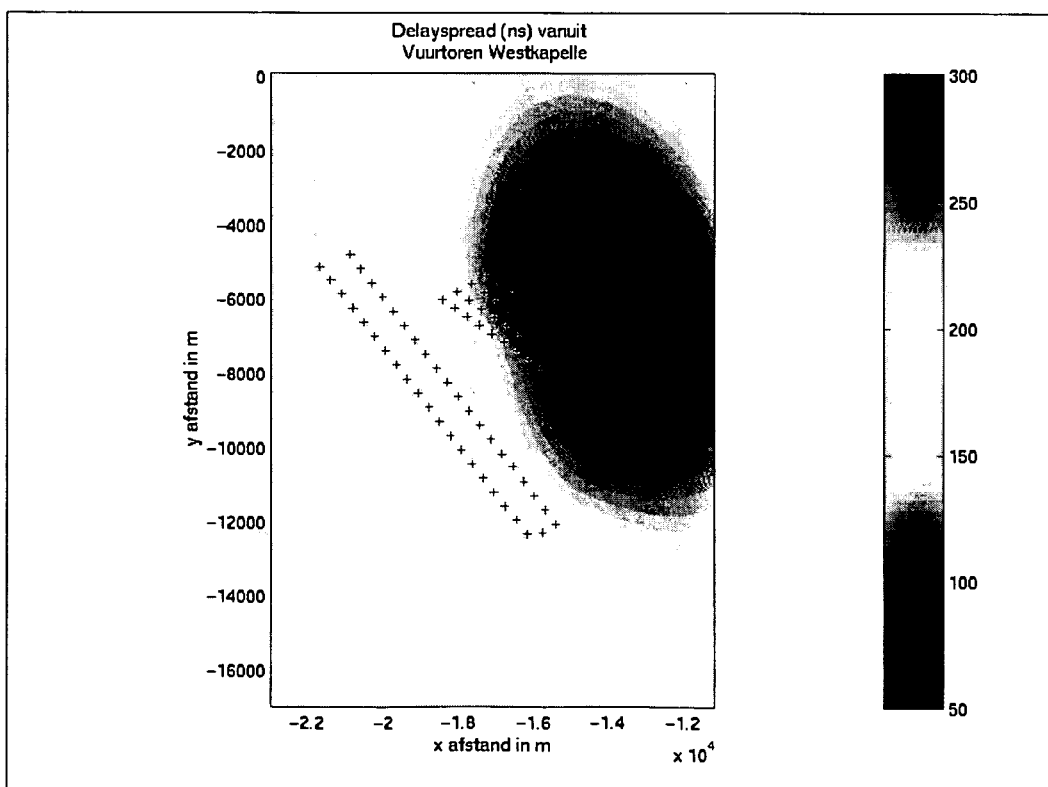 Delayspread (ns) vanuit
Vuurtoren Westkapelle
0
-2000
-4000
-6000
-8000
-10000
-12000
-14000
-16000
y afstand in m
-2.2 -2 -1.8 -1.6 -1.4 -1.2
x afstand in m
x 10^4
300
250
200
150
100
50